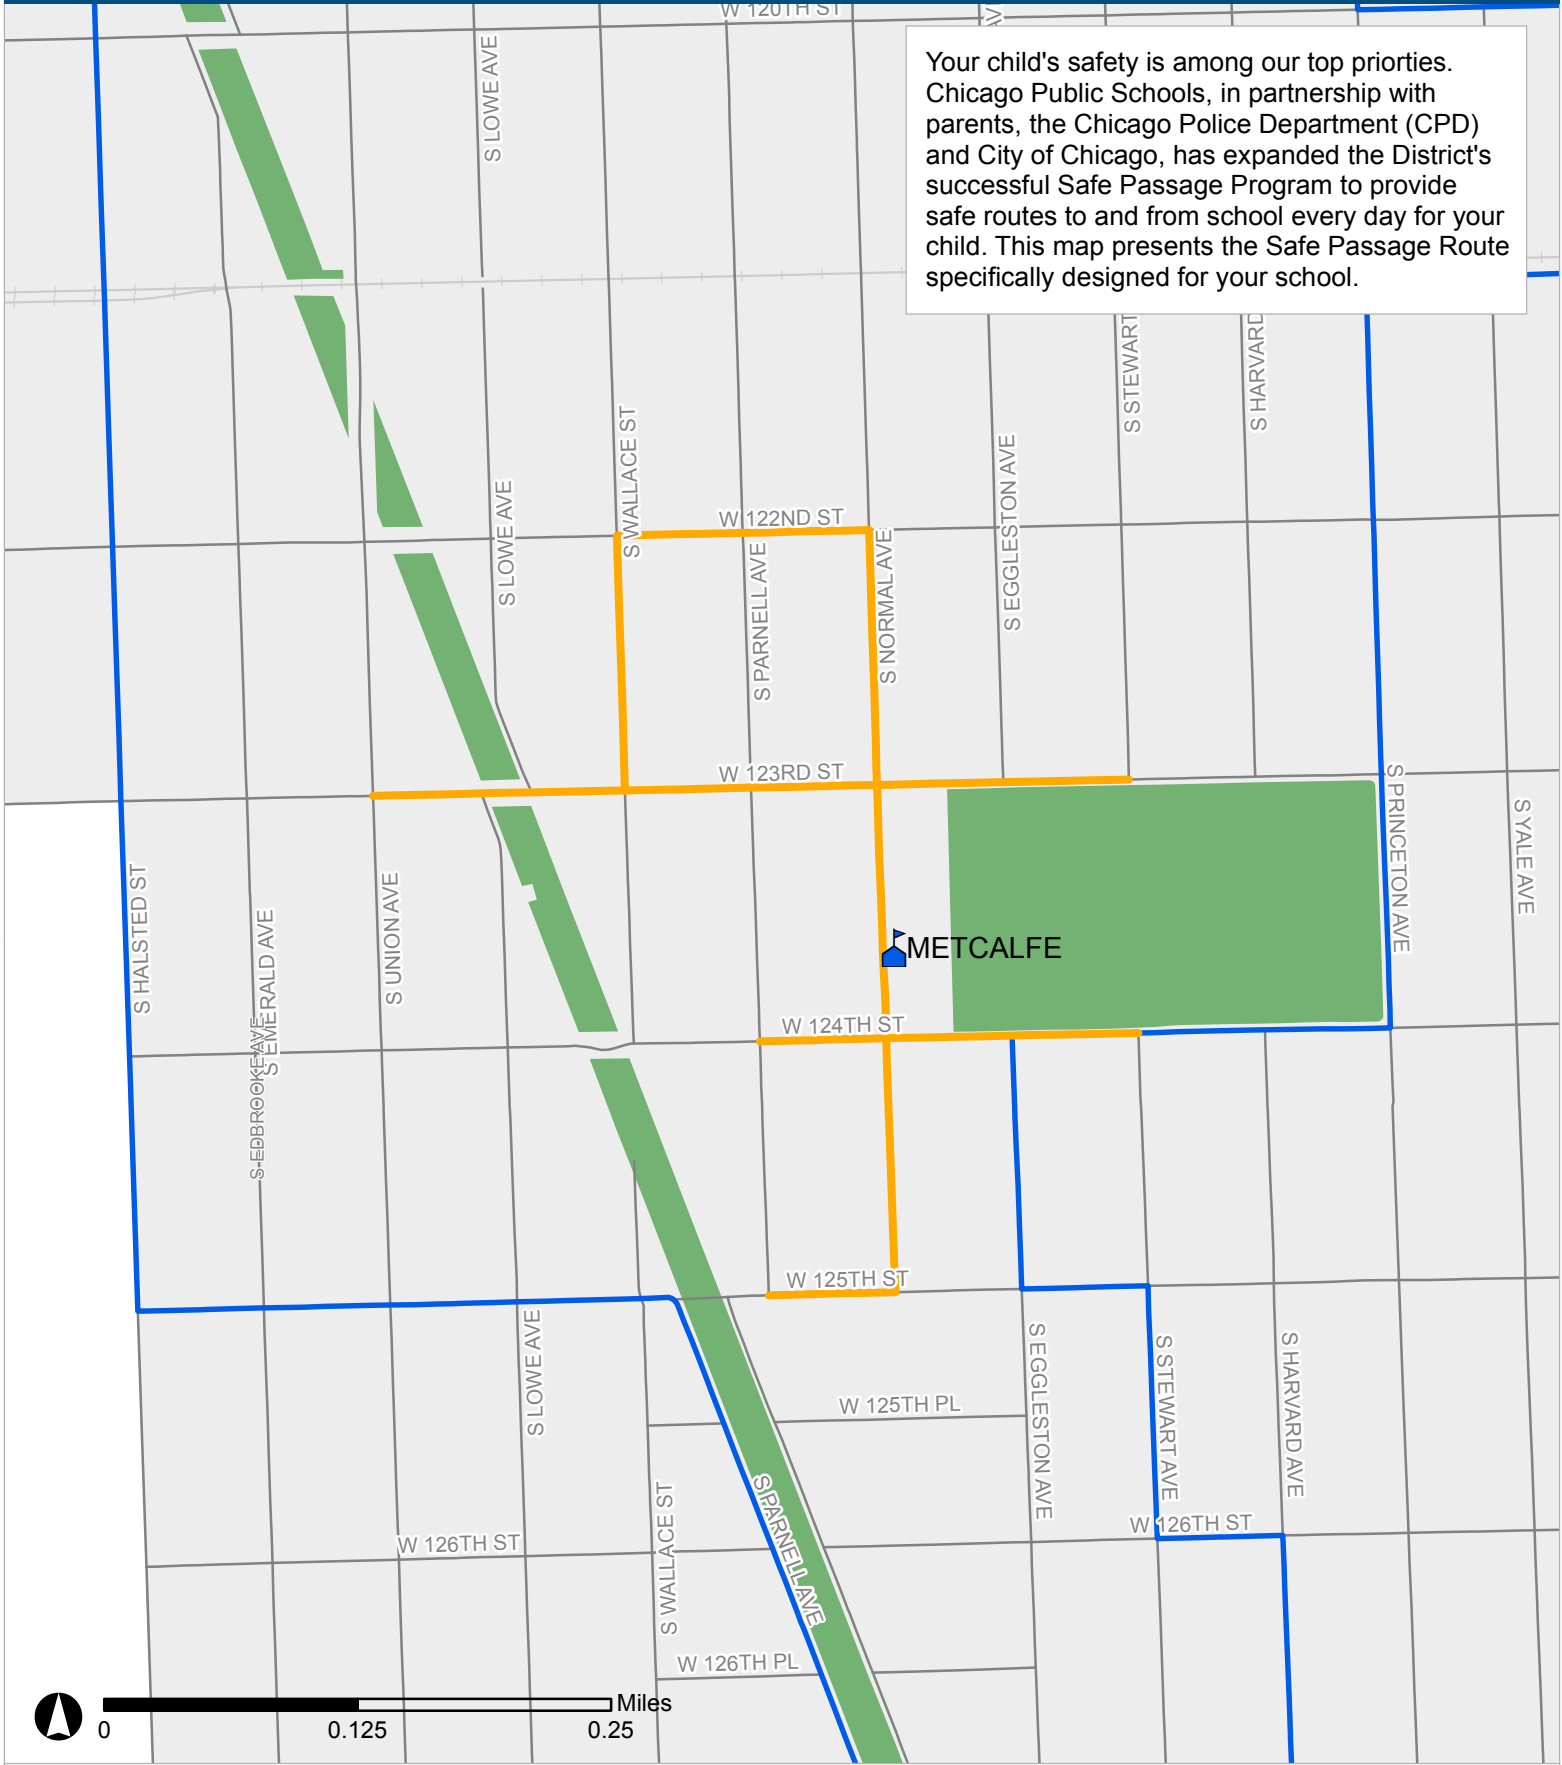 W 120TH ST
AV
S LOWE AVE
Your child's safety is among our top priorties.
Chicago Public Schools, in partnership with
parents, the Chicago Police Department (CPD)
and City of Chicago, has expanded the District's
successful Safe Passage Program to provide
safe routes to and from school every day for your
child. This map presents the Safe Passage Route
specifically designed for your school.
S STEWART
S HARVARD
S WALLACE ST
S EGGLESTON AVE
S LOWE AVE
W 122ND ST
S PARNELL AVE
S NORMAL AVE
W 123RD ST
S PRINCETON AVE
S YALE AVE
S HALSTED ST
S EMERALD AVE
S UNION AVE
METCALFE
W 124TH ST
S EDBROOKE AVE
W 125TH ST
S LOWE AVE
S EGGLESTON AVE
S STEWART AVE
S HARVARD AVE
W 125TH PL
S PARNELL AVE
S WALLACE ST
W 126TH ST
W 126TH ST
W 126TH PL
Miles
0 0.125 0.25